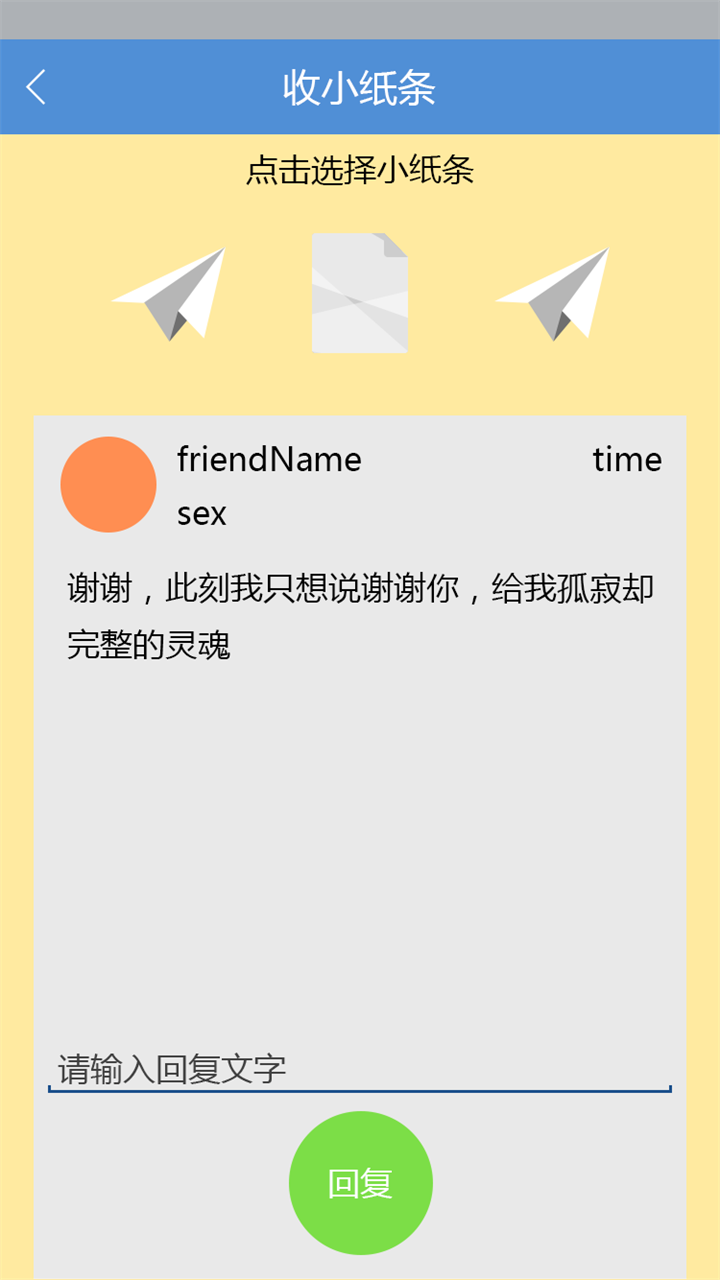 收小纸条
点击选择小纸条
friendName
time
sex
谢谢，此刻我只想说谢谢你，给我孤寂却
完整的灵魂
请输入回复文字
回复